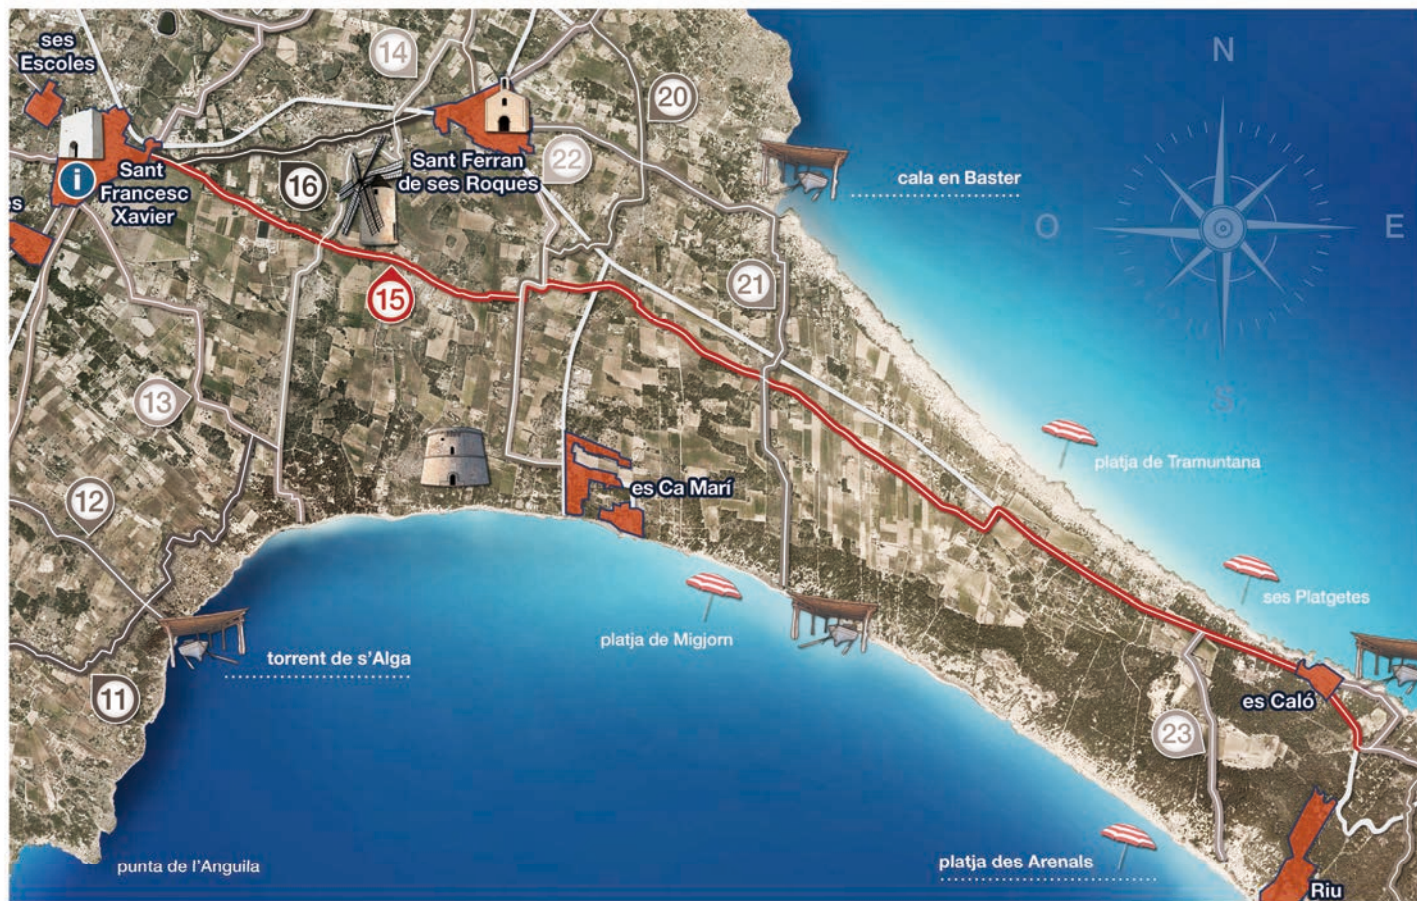 ses
Escoles
14
N
20
Sant
Francesc
Xavier
i
16
Sant Ferran
de ses Roques
22
cala en Baster
O
E
es
15
21
13
S
platja de Tramuntana
12
es Ca Marí
ses Platgetes
platja de Migjorn
torrent de s'Alga
11
es Caló
23
punta de l'Anguila
platja des Arenals
Riu